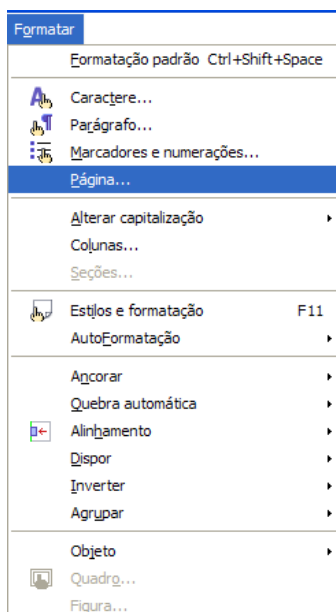 Formatar
Formatação padrão Ctrl+Shift+Space
Caractere...
Parágrafo...
Marcadores e numerações...
Página...
Alterar capitalização
Colunas...
Seções...
Estilos e formatação F11
AutoFormatação
Ancorar
Quebra automática
Alinhamento
Dispor
Inverter
Agrupar
Objeto
Quadro...
Figura...